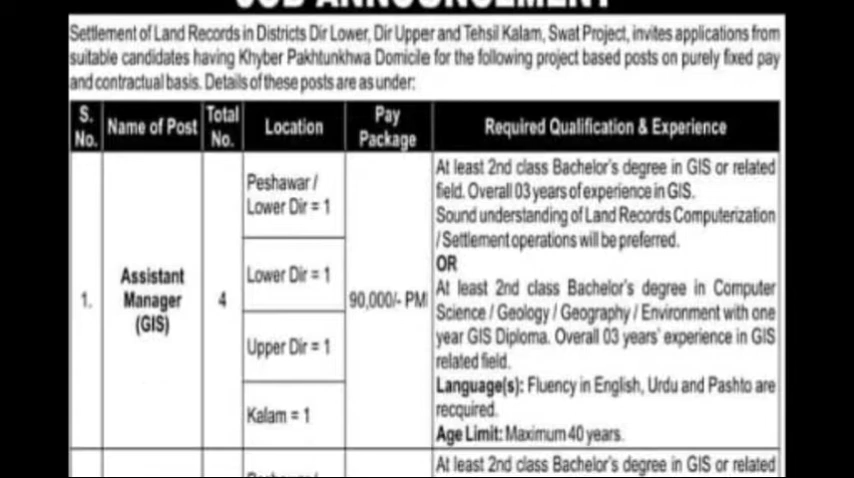 JOB ANNOUNCEMENT
Settlement of Land Records in Districts Dir Lower, Dir Upper and Tehsil Kalam, Swat Project, invites applications from
suitable candidates having Khyber Pakhtunkhwa Domicile for the following project based posts on purely fixed pay
and contractual basis. Details of these posts are as under:
S. No.
Name of Post
Total No.
Location
Pay Package
Required Qualification & Experience
1.
Assistant
Manager
(GIS)
4
Peshawar /
Lower Dir = 1
Lower Dir = 1
Upper Dir = 1
Kalam = 1
90,000/- PM
At least 2nd class Bachelor's degree in GIS or related
field. Overall 03 years of experience in GIS.
Sound understanding of Land Records Computerization
/ Settlement operations will be preferred.
OR
At least 2nd class Bachelor's degree in Computer
Science / Geology / Geography / Environment with one
year GIS Diploma. Overall 03 years' experience in GIS
related field.
Language(s): Fluency in English, Urdu and Pashto are
recquired.
Age Limit: Maximum 40 years.
At least 2nd class Bachelor's degree in GIS or related